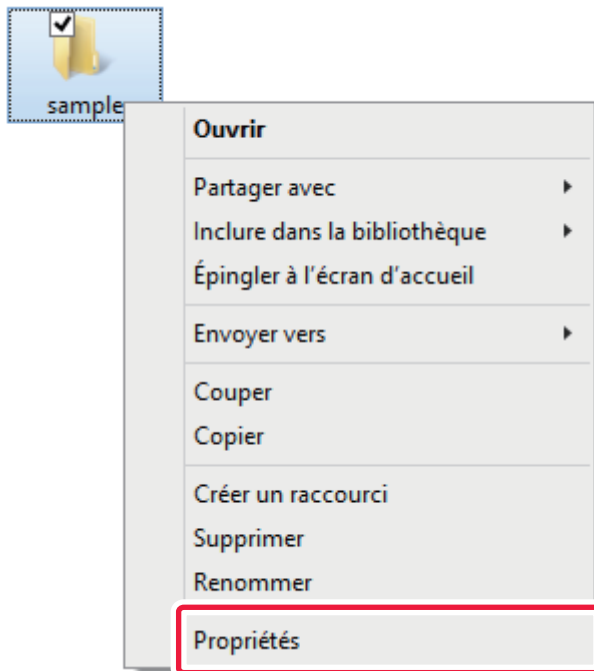 sample
Ouvrir
Partager avec
Inclure dans la bibliothèque
Épingler à l'écran d'accueil
Envoyer vers
Couper
Copier
Créer un raccourci
Supprimer
Renommer
Propriétés